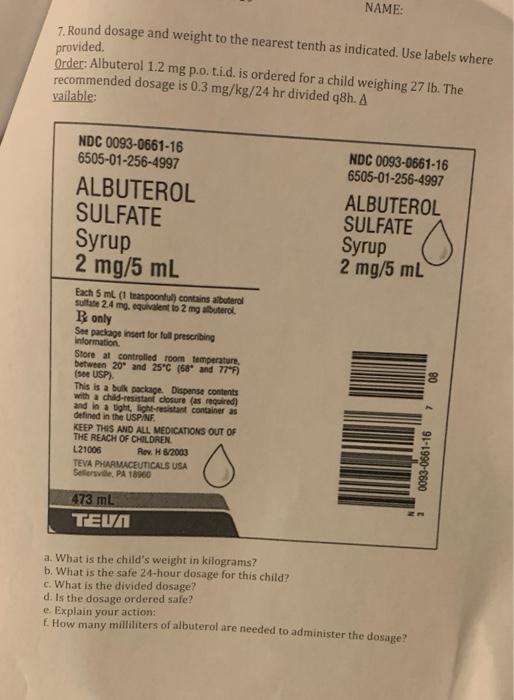 NAME:
7. Round dosage and weight to the nearest tenth as indicated. Use labels where
provided.
Order: Albuterol 1.2 mg p.o. t.i.d. is ordered for a child weighing 27 lb. The
recommended dosage is 0.3 mg/kg/24 hr divided q8h. A
vailable:
NDC 0093-0661-16
6505-01-256-4997
ALBUTEROL
SULFATE
Syrup
2 mg/5 mL
Each 5 mL (1 teaspoonful) contains albuterol
sulfate 2.4 mg, equivalent to 2 mg albuterol.
℞ only
See package insert for full prescribing
information.
Store at controlled room temperature,
between 20° and 25°C (68° and 77°F)
(see USP).
This is a bulk package. Dispense contents
with a child-resistant closure (as required)
and in a tight, light-resistant container as
defined in the USP/NF.
KEEP THIS AND ALL MEDICATIONS OUT OF
THE REACH OF CHILDREN.
L21006 Rev. H 6/2003
TEVA PHARMACEUTICALS USA
Sellersville, PA 18960
473 mL
TEVA
NDC 0093-0661-16
6505-01-256-4997
ALBUTEROL
SULFATE
Syrup
2 mg/5 mL
08
7
0093-0661-16
N
3
a. What is the child's weight in kilograms?
b. What is the safe 24-hour dosage for this child?
c. What is the divided dosage?
d. Is the dosage ordered safe?
e. Explain your action:
f. How many milliliters of albuterol are needed to administer the dosage?